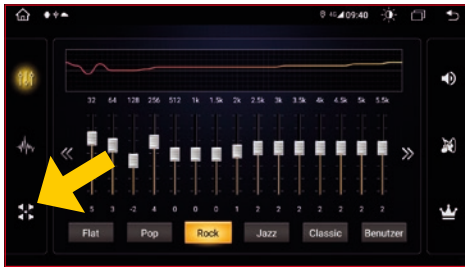 4G 09:40
32 64 128 256 512 1k 1.5k 2k 2.5k 3k 3.5k 4k 4.5k 5k 5.5k
5 3 -2 4 0 0 0 1 2 2 2 2 2 2 2
Flat Pop Rock Jazz Classic Benutzer